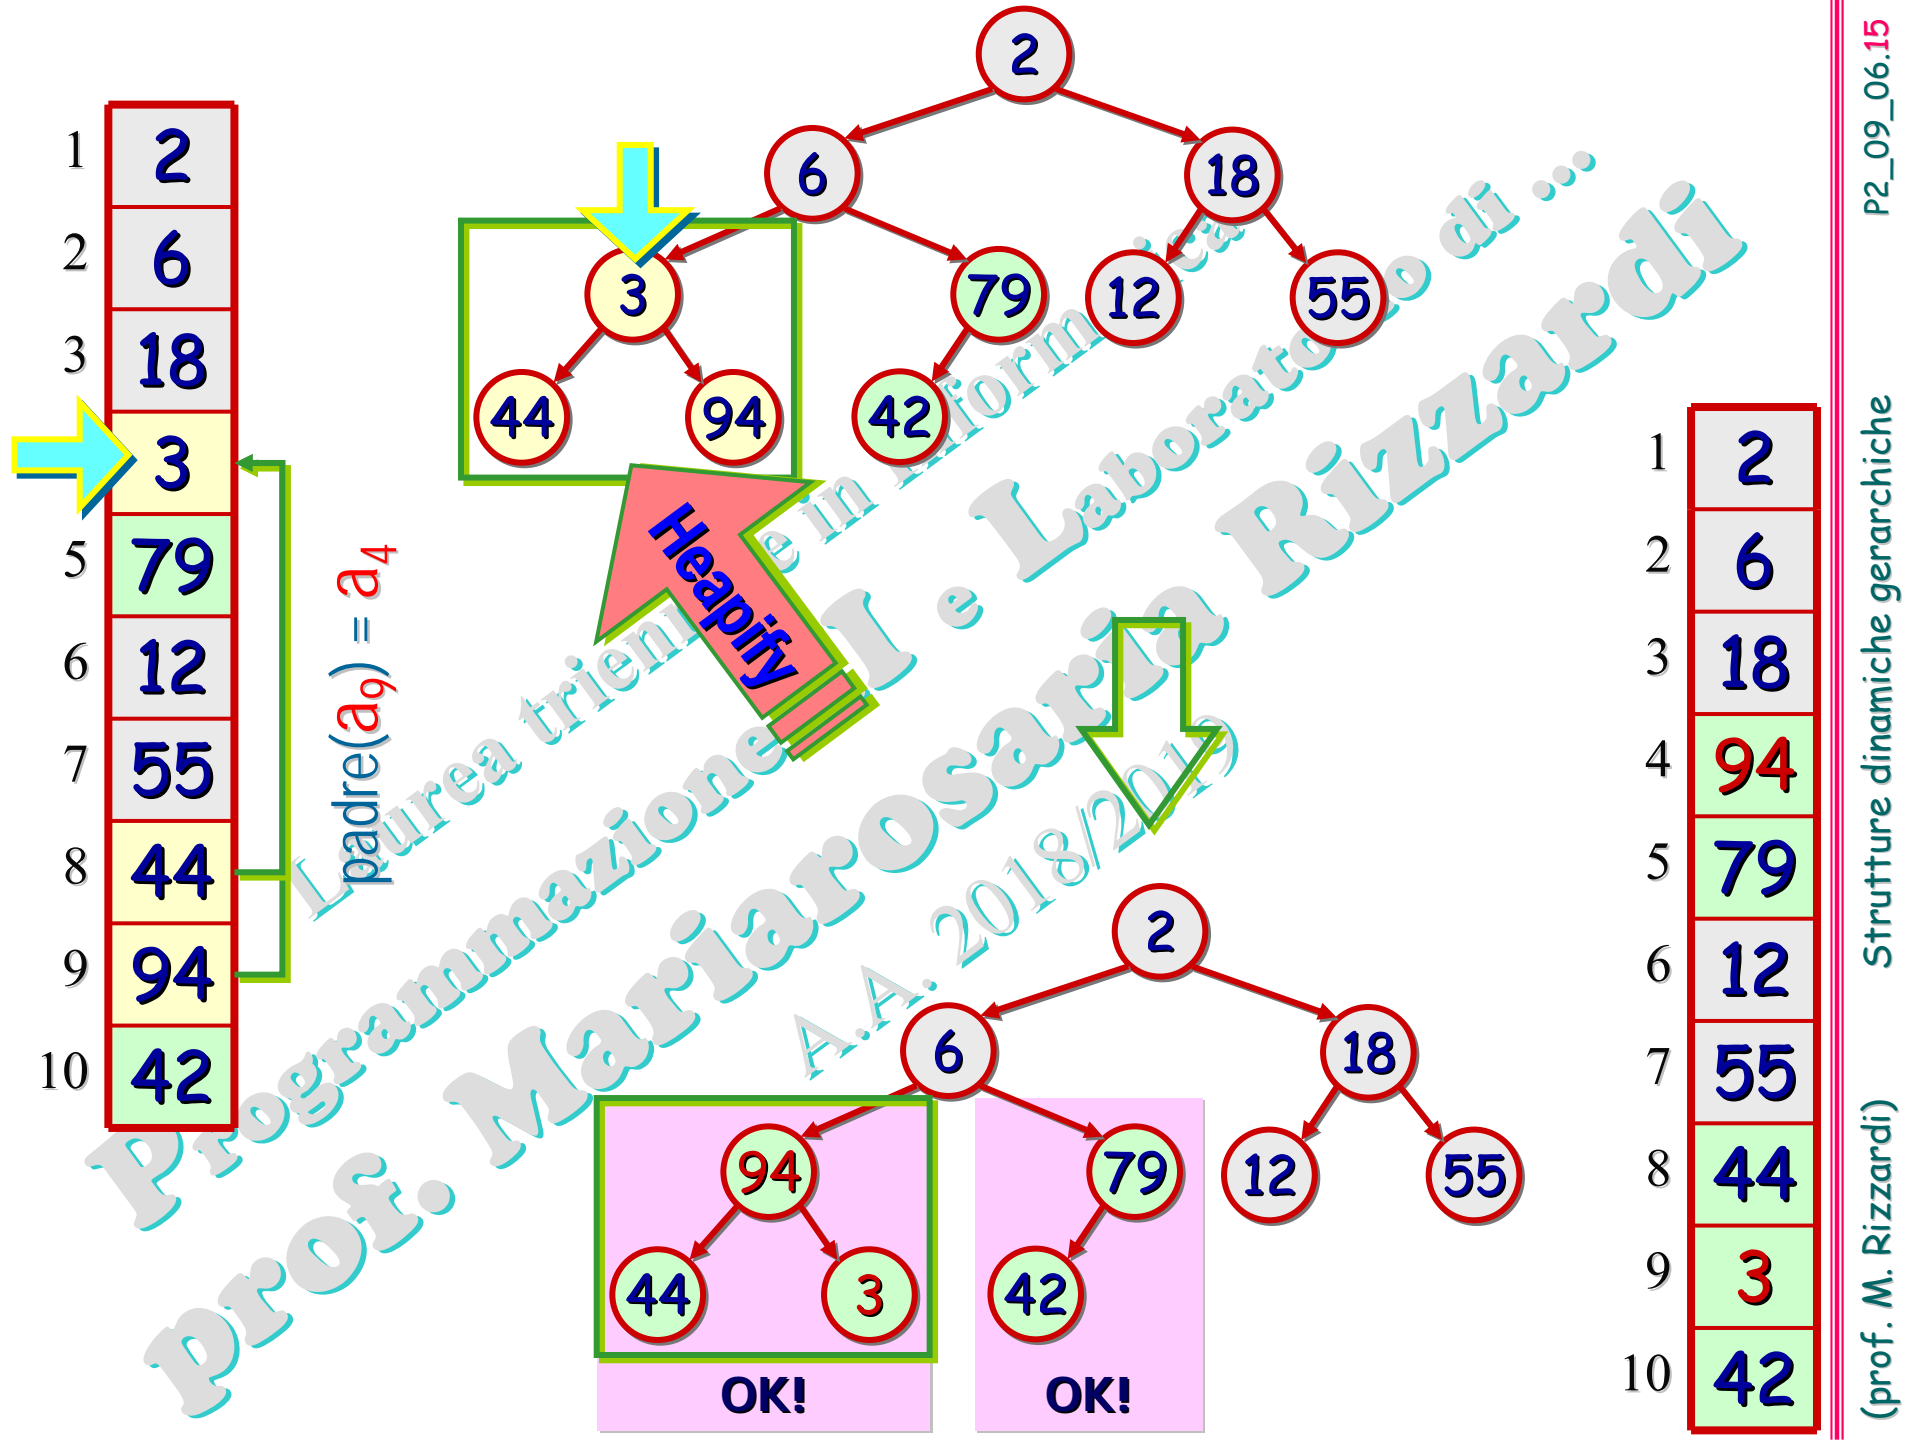 1 2
2 6
3 18
3
5 79
6 12
7 55
8 44
9 94
10 42
padre(a9) = a4
2
6 18
3 79 12 55
44 94 42
Heapify
2
6 18
94 79 12 55
44 3 42
OK! OK!
1 2
2 6
3 18
4 94
5 79
6 12
7 55
8 44
9 3
10 42
P2_09_06.15
Strutture dinamiche gerarchiche
(prof. M. Rizzardi)
Laurea in
Programmazione I e Laboratorio di ...
prof. Mariarosaria Rizzardi
A.A. 2018/2019